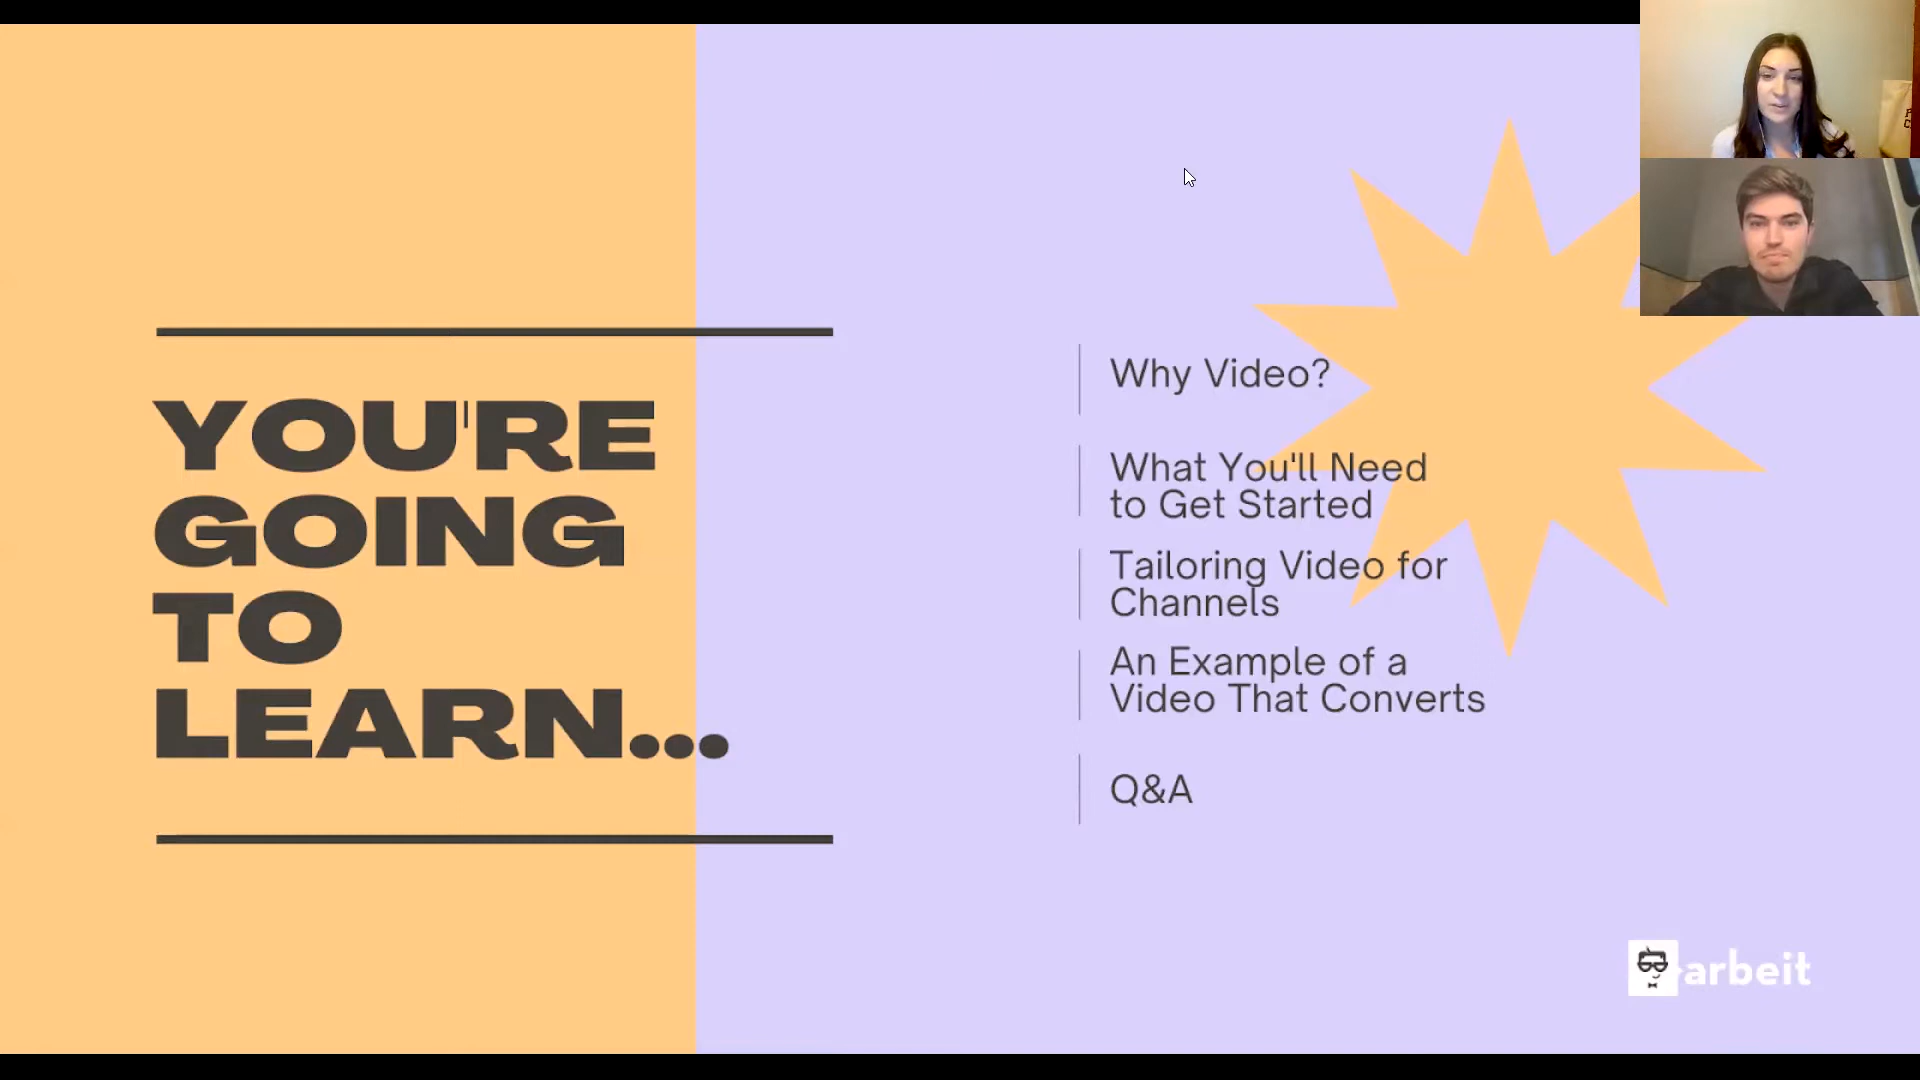 YOU'RE
GOING
TO
LEARN...
Why Video?
What You'll Need
to Get Started
Tailoring Video for
Channels
An Example of a
Video That Converts
Q&A
arbeit